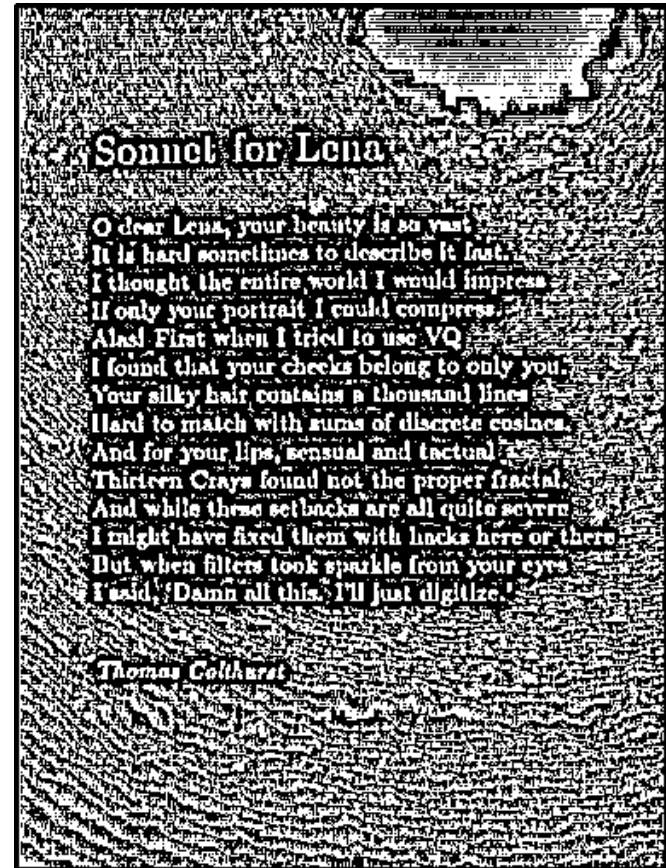 Sonnet for Lena
O dear Lena, your beauty is so vast
It is hard sometimes to describe it fast.
I thought the entire world I would impress
If only your portrait I could compress.
Alas! First when I tried to use VQ
I found that your cheeks belong to only you.
Your silky hair contains a thousand lines
Hard to match with sums of discrete cosines.
And for your lips, sensual and tactual
Thirteen Crays found not the proper fractal.
And while these setbacks are all quite severe
I might have fixed them with hacks here or there
But when filters took sparkle from your eyes
I said, 'Damn all this. I'll just digitize.'
Thomas Colthurst